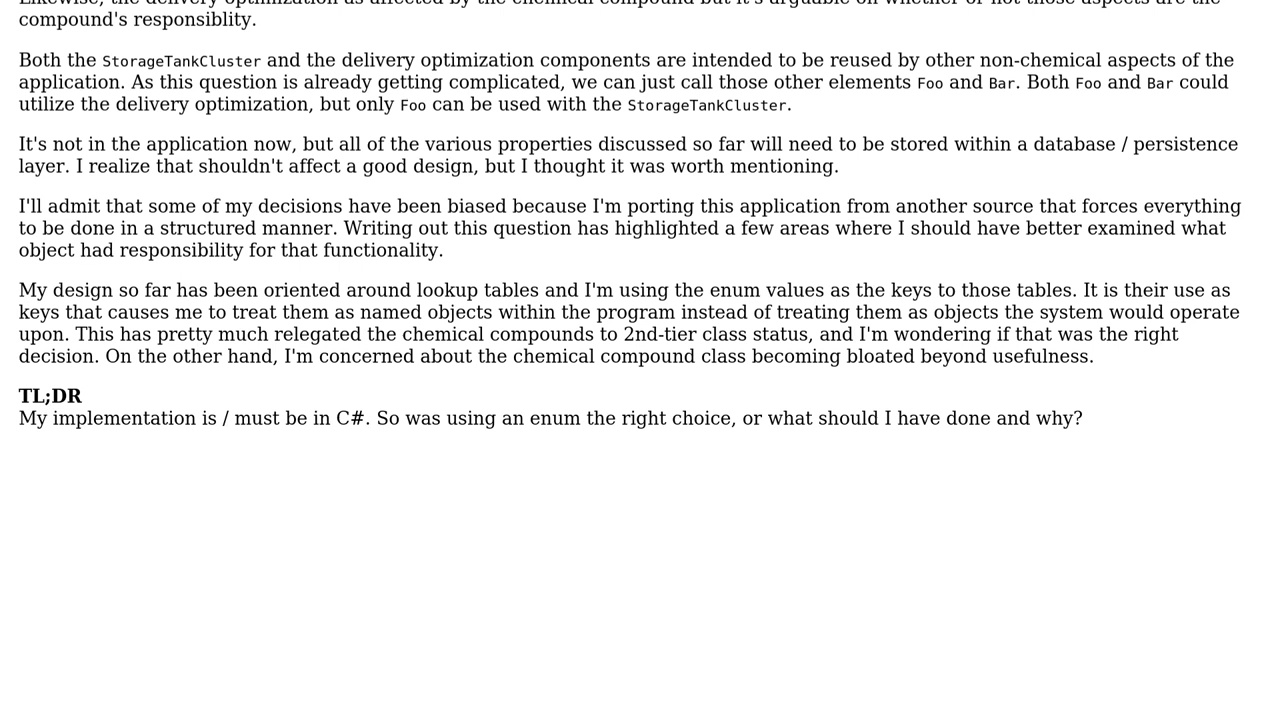 compound's responsiblity.
Both the StorageTankCluster and the delivery optimization components are intended to be reused by other non-chemical aspects of the
application. As this question is already getting complicated, we can just call those other elements Foo and Bar. Both Foo and Bar could
utilize the delivery optimization, but only Foo can be used with the StorageTankCluster.
It's not in the application now, but all of the various properties discussed so far will need to be stored within a database / persistence
layer. I realize that shouldn't affect a good design, but I thought it was worth mentioning.
I'll admit that some of my decisions have been biased because I'm porting this application from another source that forces everything
to be done in a structured manner. Writing out this question has highlighted a few areas where I should have better examined what
object had responsibility for that functionality.
My design so far has been oriented around lookup tables and I'm using the enum values as the keys to those tables. It is their use as
keys that causes me to treat them as named objects within the program instead of treating them as objects the system would operate
upon. This has pretty much relegated the chemical compounds to 2nd-tier class status, and I'm wondering if that was the right
decision. On the other hand, I'm concerned about the chemical compound class becoming bloated beyond usefulness.
TL;DR
My implementation is / must be in C#. So was using an enum the right choice, or what should I have done and why?